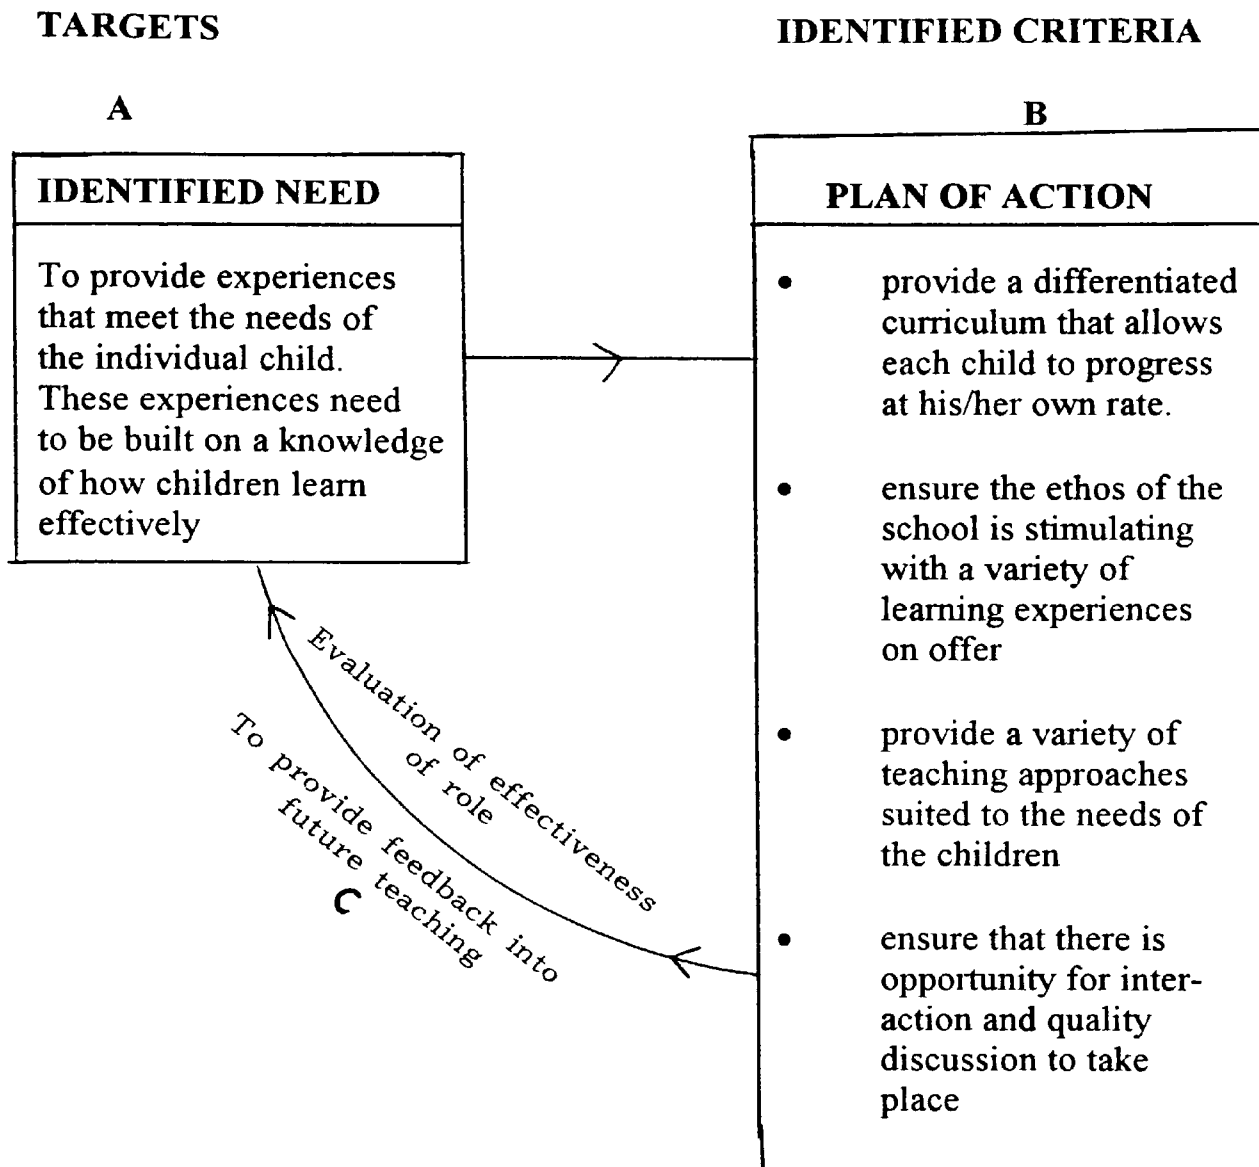 TARGETS
IDENTIFIED CRITERIA
A
B
IDENTIFIED NEED
To provide experiences
that meet the needs of
the individual child.
These experiences need
to be built on a knowledge
of how children learn
effectively
PLAN OF ACTION
• provide a differentiated
curriculum that allows
each child to progress
at his/her own rate.
• ensure the ethos of the
school is stimulating
with a variety of
learning experiences
on offer
• provide a variety of
teaching approaches
suited to the needs of
the children
• ensure that there is
opportunity for inter-
action and quality
discussion to take
place
Evaluation of effectiveness
of role
To provide feedback into
future teaching
C